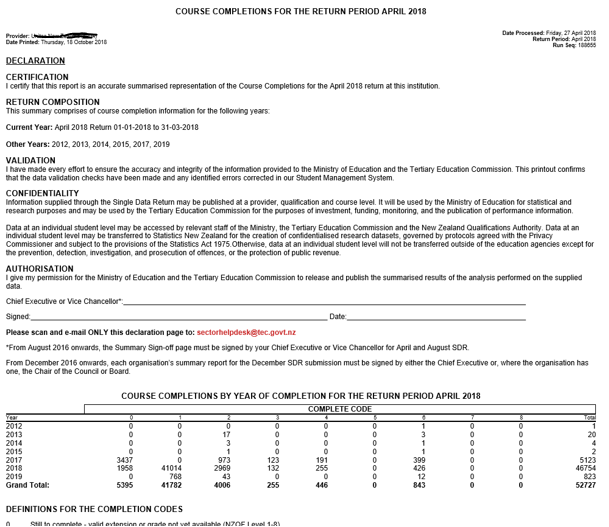 COURSE COMPLETIONS FOR THE RETURN PERIOD APRIL 2018
Provider:
Date Printed: Thursday, 18 October 2018
Date Processed: Friday, 27 April 2018
Return Period: April 2018
Run Seq: 188655
DECLARATION
CERTIFICATION
I certify that this report is an accurate summarised representation of the Course Completions for the April 2018 return at this institution.
RETURN COMPOSITION
This summary comprises of course completion information for the following years:
Current Year: April 2018 Return 01-01-2018 to 31-03-2018
Other Years: 2012, 2013, 2014, 2015, 2017, 2019
VALIDATION
I have made every effort to ensure the accuracy and integrity of the information provided to the Ministry of Education and the Tertiary Education Commission. This printout confirms
that the data validation checks have been made and any identified errors corrected in our Student Management System.
CONFIDENTIALITY
Information supplied through the Single Data Return may be published at a provider, qualification and course level. It will be used by the Ministry of Education for statistical and
research purposes and may be used by the Tertiary Education Commission for the purposes of investment, funding, monitoring, and the publication of performance information.
Data at an individual student level may be accessed by relevant staff of the Ministry, the Tertiary Education Commission and the New Zealand Qualifications Authority. Data at an
individual student level may be transferred to Statistics New Zealand for the creation of confidentialised research datasets, governed by protocols agreed with the Privacy
Commissioner and subject to the provisions of the Statistics Act 1975.Otherwise, data at an individual student level will not be transferred outside of the education agencies except for
the prevention, detection, investigation, and prosecution of offences, or the protection of public revenue.
AUTHORISATION
I give my permission for the Ministry of Education and the Tertiary Education Commission to release and publish the summarised results of the analysis performed on the supplied
data.
Chief Executive or Vice Chancellor*:
Signed: Date:
Please scan and e-mail ONLY this declaration page to: sectorhelpdesk@tec.govt.nz
*From August 2016 onwards, the Summary Sign-off page must be signed by your Chief Executive or Vice Chancellor for April and August SDR.
From December 2016 onwards, each organisation's summary report for the December SDR submission must be signed by either the Chief Executive or, where the organisation has
one, the Chair of the Council or Board.
COURSE COMPLETIONS BY YEAR OF COMPLETION FOR THE RETURN PERIOD APRIL 2018
COMPLETE CODE
Year 0 1 2 3 4 5 6 7 8 Total
2012 0 0 0 0 0 0 1 0 0 1
2013 0 0 17 0 0 0 3 0 0 20
2014 0 0 3 0 0 0 1 0 0 4
2015 0 0 1 0 0 0 1 0 0 2
2017 3437 0 973 123 191 0 399 0 0 5123
2018 1958 41014 2969 132 255 0 426 0 0 46754
2019 0 768 43 0 0 0 12 0 0 823
Grand Total: 5395 41782 4006 255 446 0 843 0 0 52727
DEFINITIONS FOR THE COMPLETION CODES
0 Still to complete - valid extension or grade not yet available (NZQF Level 1-8)